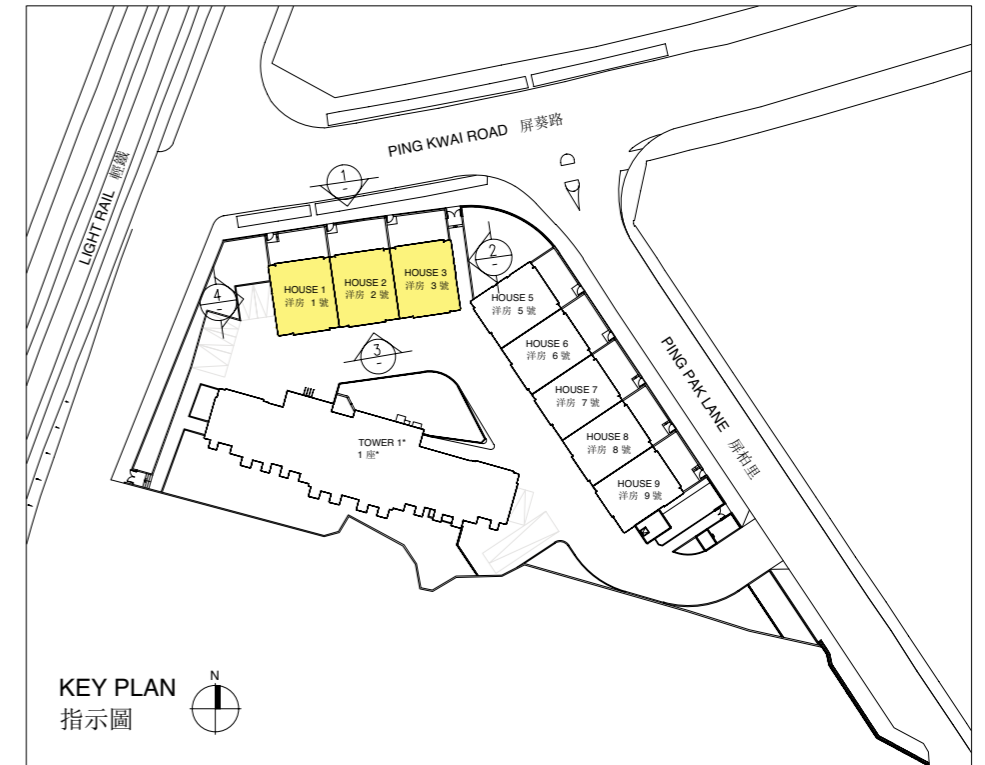 PING KWAI ROAD 屏葵路
LIGHT RAIL 輕鐵
1
-
2
-
4
-
3
-
HOUSE 1
洋房 1 號
HOUSE 2
洋房 2 號
HOUSE 3
洋房 3 號
HOUSE 5
洋房 5 號
HOUSE 6
洋房 6 號
HOUSE 7
洋房 7 號
HOUSE 8
洋房 8 號
HOUSE 9
洋房 9 號
PING PAK LANE 屏柏里
TOWER 1*
1 座*
KEY PLAN
指示圖
N